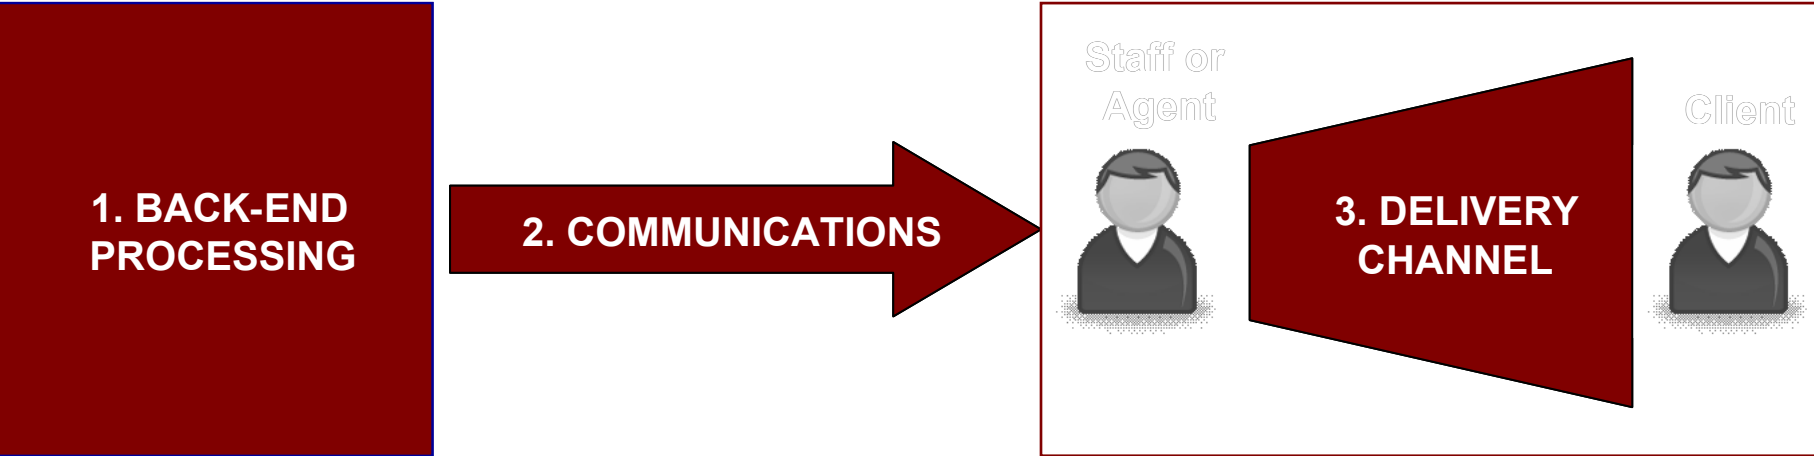 1. BACK-END
PROCESSING
2. COMMUNICATIONS
Staff or
Agent
3. DELIVERY
CHANNEL
Client